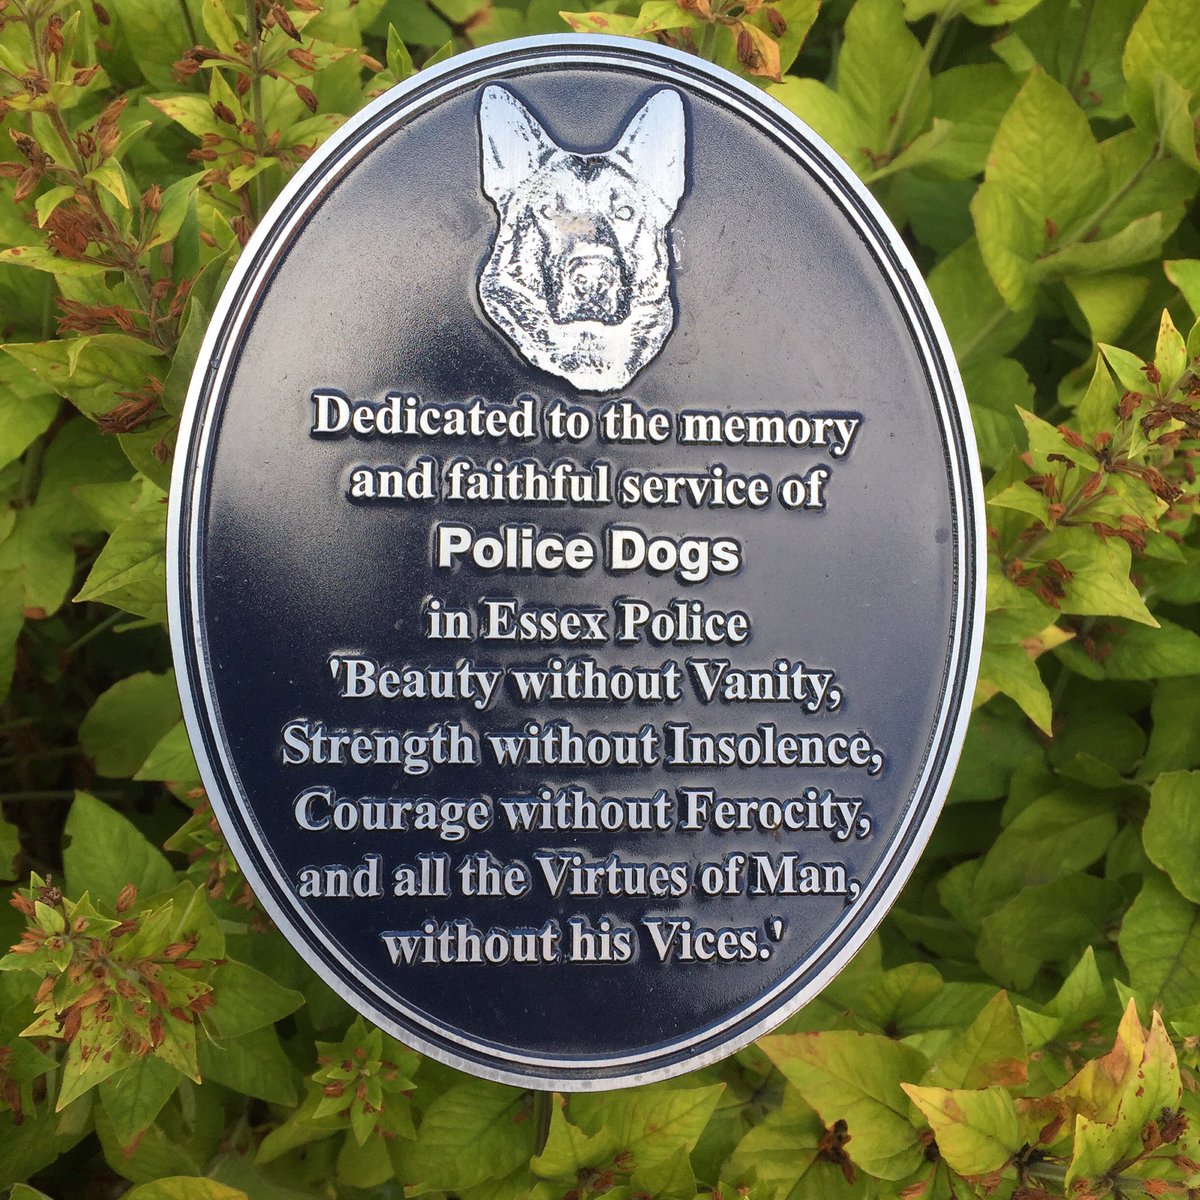 Dedicated to the memory
and faithful service of
Police Dogs
in Essex Police
'Beauty without Vanity,
Strength without Insolence,
Courage without Ferocity,
and all the Virtues of Man,
without his Vices.'